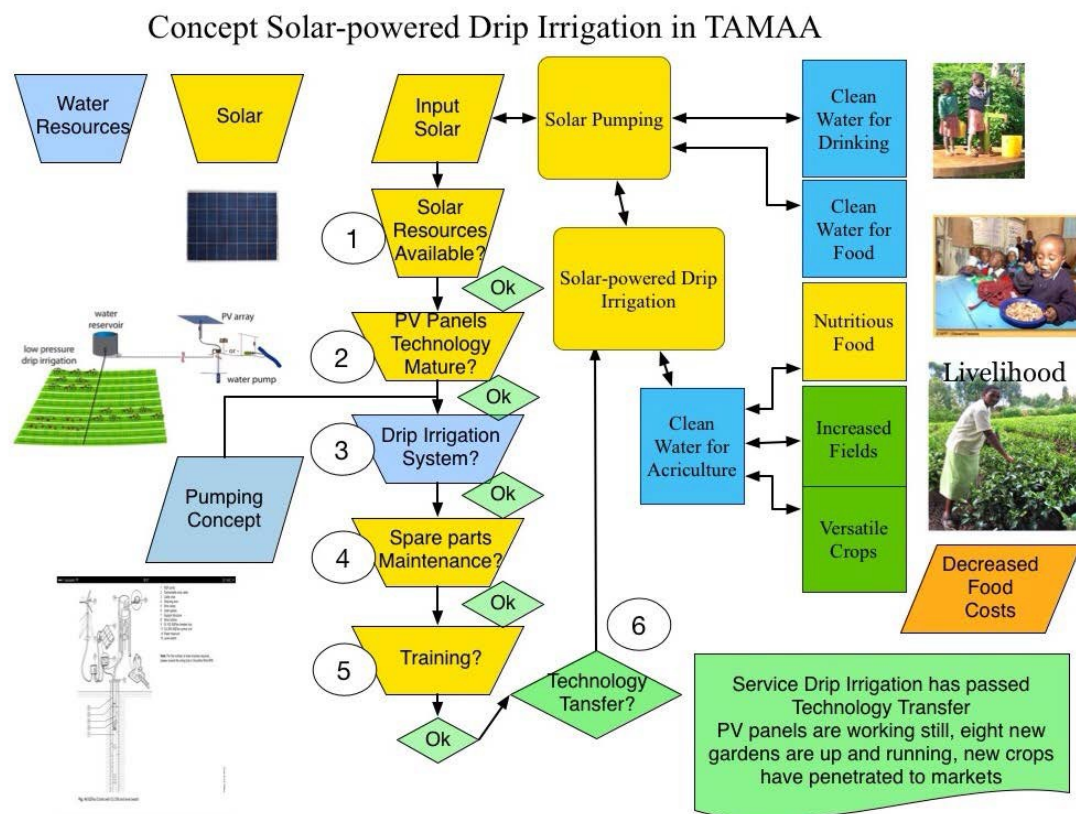 Concept Solar-powered Drip Irrigation in TAMAA
Water
Resources
Solar
Input
Solar
Solar Pumping
Clean
Water for
Drinking
1
Solar
Resources
Available?
Clean
Water for
Food
Ok
Solar-powered Drip
Irrigation
water
reservoir
PV array
low pressure
drip irrigation
- or -
water pump
2
PV Panels
Technology
Mature?
Nutritious
Food
Ok
Livelihood
3
Drip Irrigation
System?
Clean
Water for
Acriculture
Increased
Fields
Ok
Pumping
Concept
4
Spare parts
Maintenance?
Versatile
Crops
Decreased
Food
Costs
Ok
5
Training?
6
Technology
Tansfer?
Ok
Service Drip Irrigation has passed
Technology Transfer
PV panels are working still, eight new
gardens are up and running, new crops
have penetrated to markets